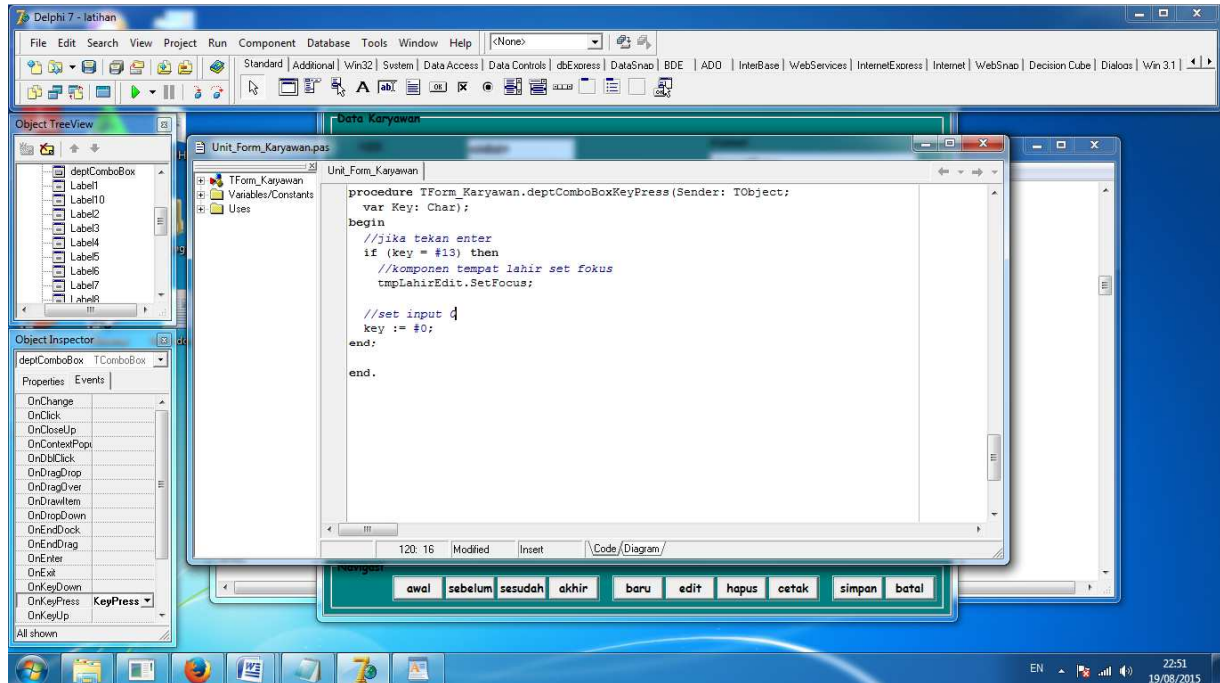 Delphi 7 - latihan
File Edit Search View Project Run Component Database Tools Window Help <None>
Standard Additional Win32 System Data Access Data Controls dbExpress DataSnap BDE ADO InterBase WebServices InternetExpress Internet WebSnap Decision Cube Dialogs Win 3.1
Object TreeView
deptComboBox
Label1
Label10
Label2
Label3
Label4
Label5
Label6
Label7
Label8
Data Karyawan
Unit_Form_Karyawan.pas
TForm_Karyawan
Variables/Constants
Uses
Unit_Form_Karyawan
procedure TForm_Karyawan.deptComboBoxKeyPress(Sender: TObject;
var Key: Char);
begin
//jika tekan enter
if (key = #13) then
//komponen tempat lahir set fokus
tmpLahirEdit.SetFocus;
//set input 0
key := #0;
end;
end.
120: 16 Modified Insert Code Diagram
Object Inspector
deptComboBox TComboBox
Properties Events
OnChange
OnClick
OnCloseUp
OnContextPopu
OnDblClick
OnDragDrop
OnDragOver
OnDrawItem
OnDropDown
OnEndDock
OnEndDrag
OnEnter
OnExit
OnKeyDown
OnKeyPress KeyPress
OnKeyUp
All shown
Navigasi
awal sebelum sesudah akhir baru edit hapus cetak simpan batal
EN 22:51
19/08/2015